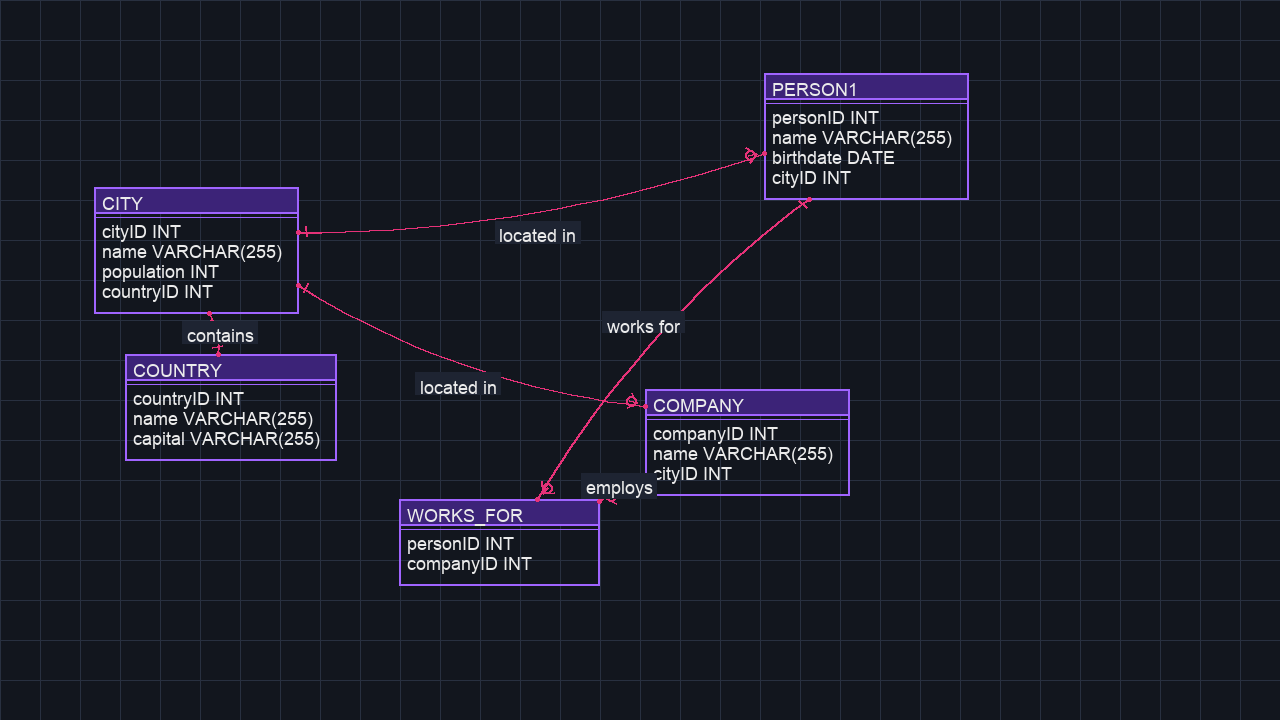 PERSON1
personID INT
name VARCHAR(255)
birthdate DATE
cityID INT
CITY
cityID INT
name VARCHAR(255)
population INT
countryID INT
located in
works for
contains
COUNTRY
countryID INT
name VARCHAR(255)
capital VARCHAR(255)
located in
COMPANY
companyID INT
name VARCHAR(255)
cityID INT
employs
WORKS_FOR
personID INT
companyID INT